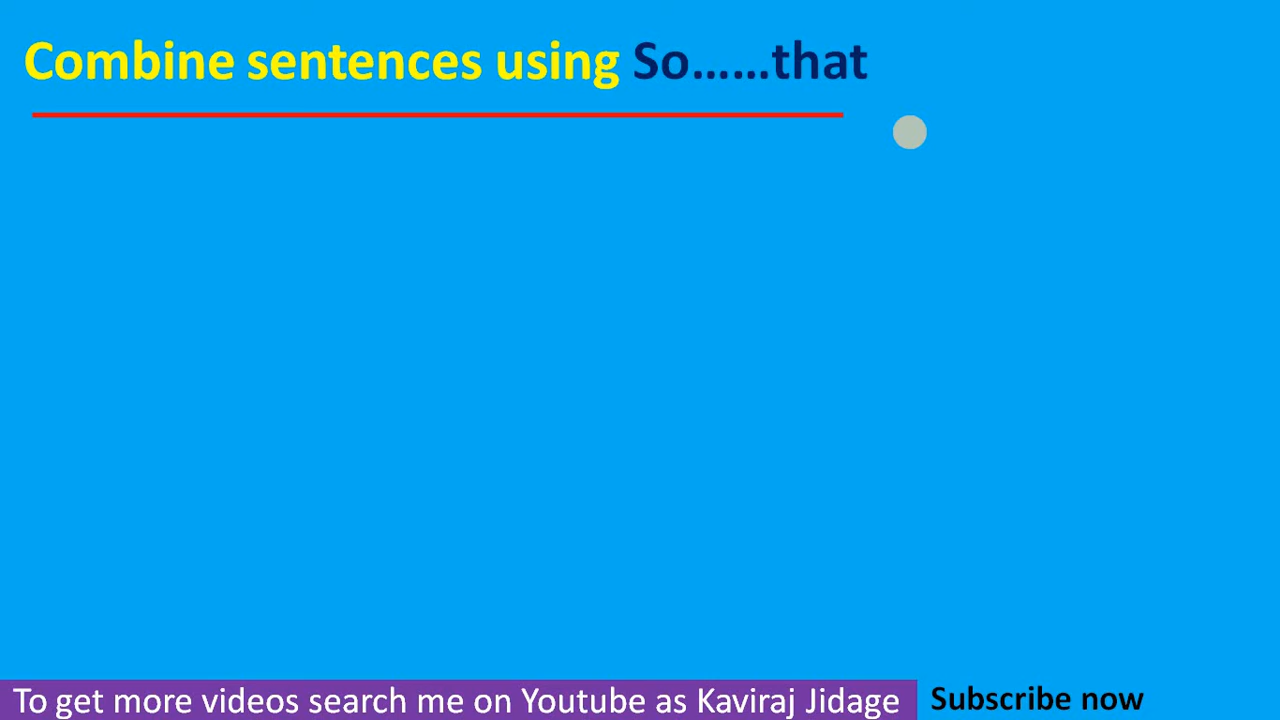 Combine sentences using So......that
To get more videos search me on Youtube as Kaviraj Jidage
Subscribe now